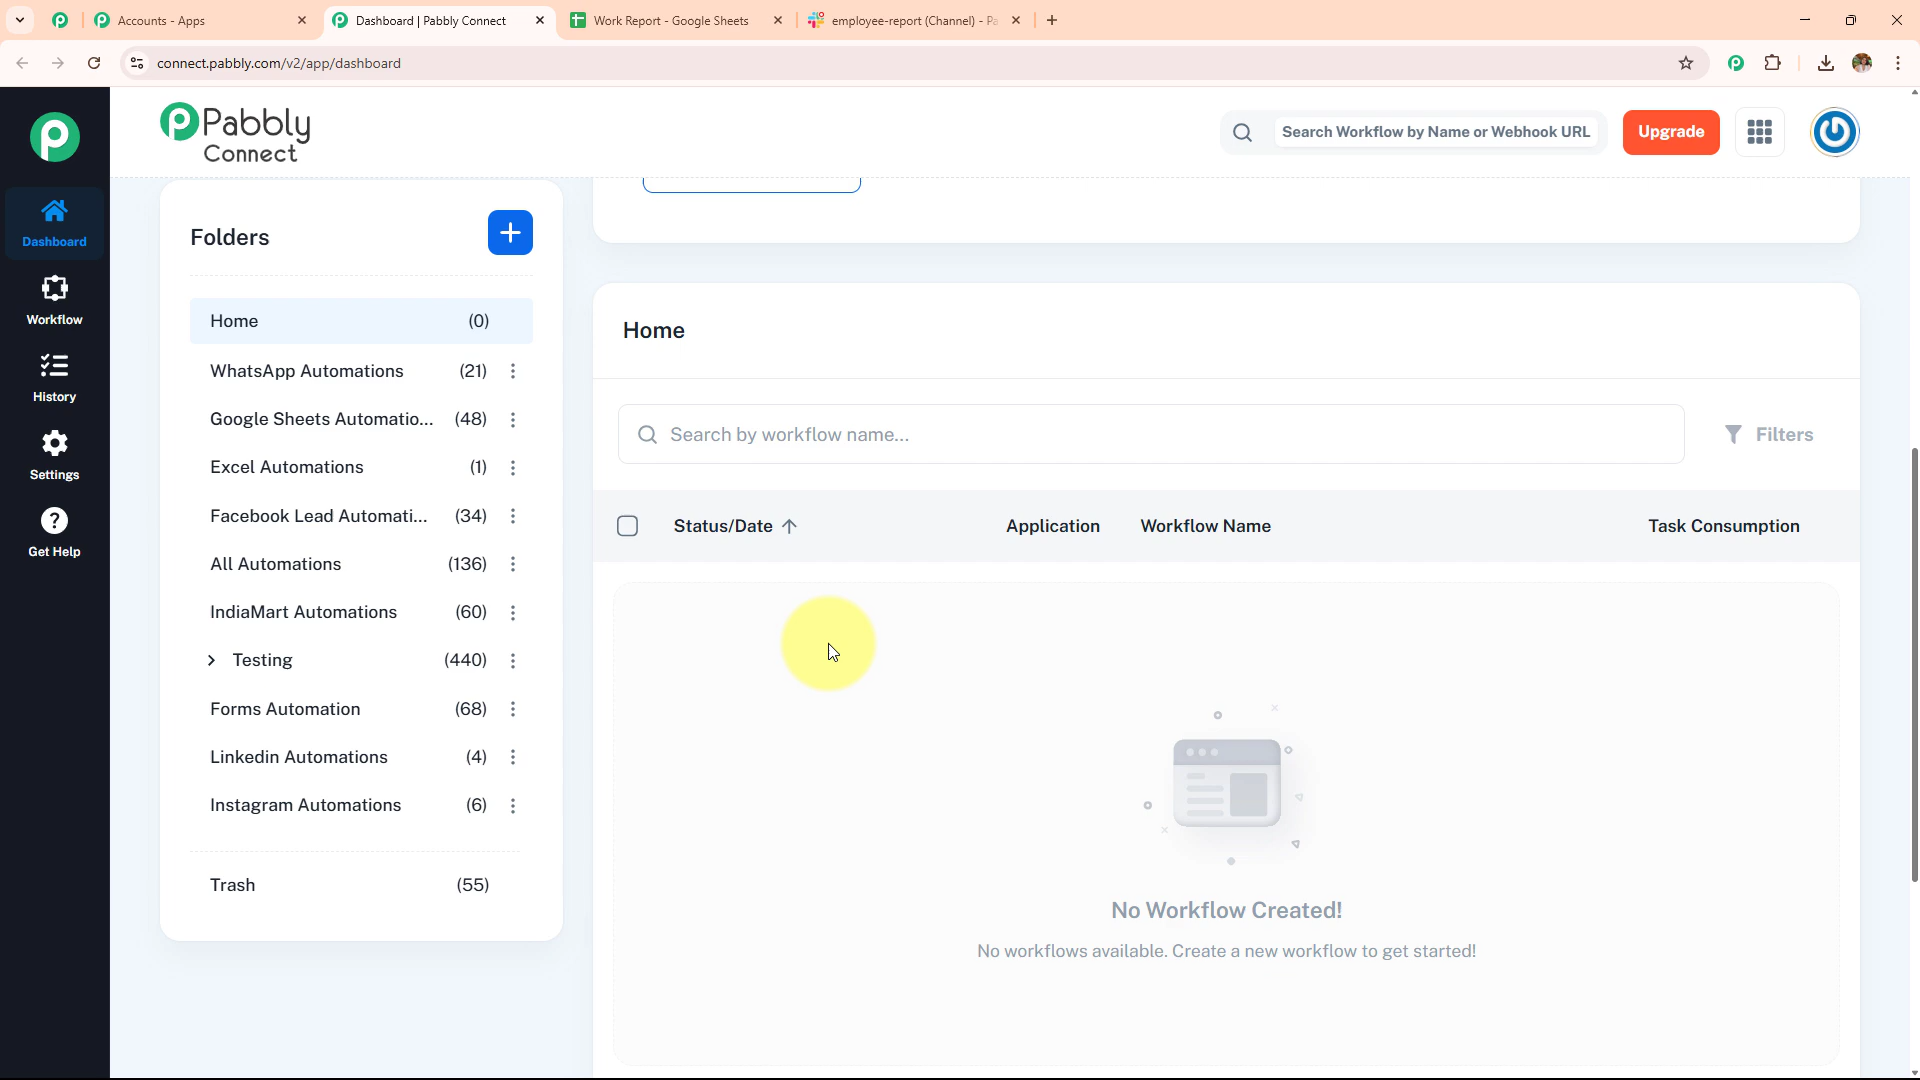 Accounts - Apps
Dashboard | Pabbly Connect
Work Report - Google Sheets
employee-report (Channel) - Pa
connect.pabbly.com/v2/app/dashboard
Pabbly
Connect
Search Workflow by Name or Webhook URL
Upgrade
Dashboard
Workflow
History
Settings
Get Help
Folders
Home (0)
WhatsApp Automations (21)
Google Sheets Automatio... (48)
Excel Automations (1)
Facebook Lead Automati... (34)
All Automations (136)
IndiaMart Automations (60)
Testing (440)
Forms Automation (68)
Linkedin Automations (4)
Instagram Automations (6)
Trash (55)
Home
Search by workflow name...
Filters
Status/Date Application Workflow Name Task Consumption
No Workflow Created!
No workflows available. Create a new workflow to get started!